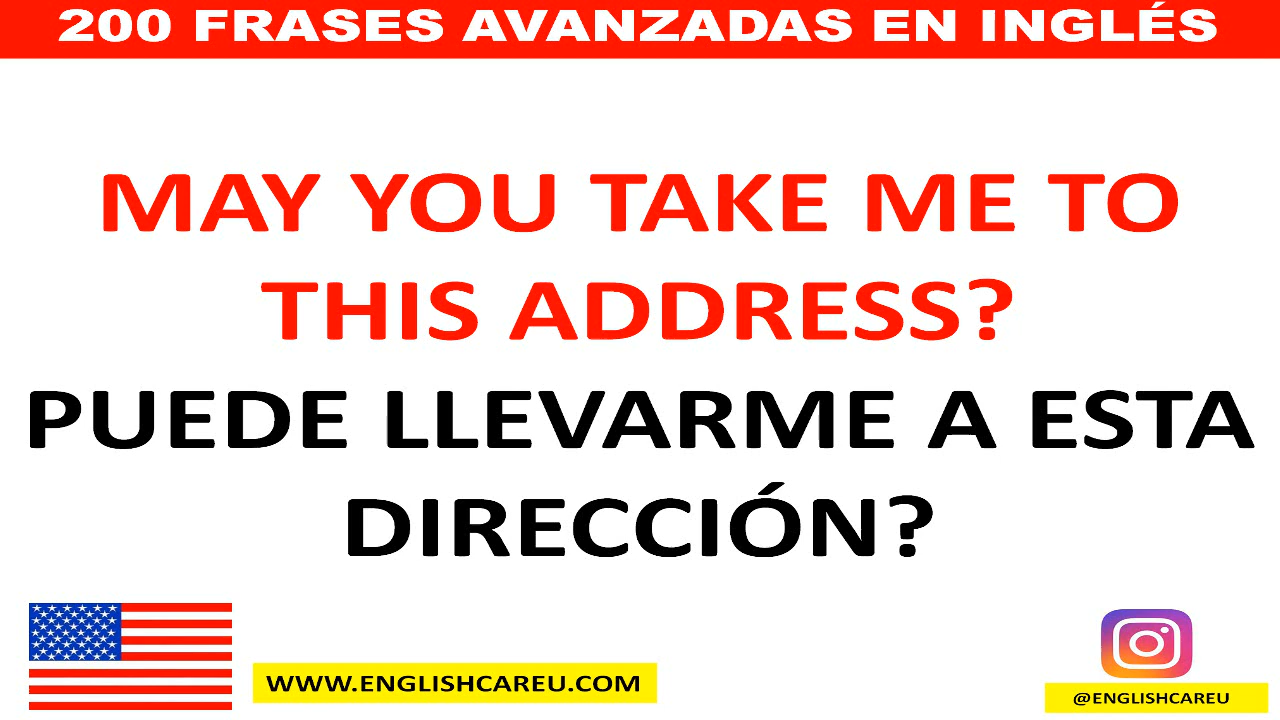 200 FRASES AVANZADAS EN INGLÉS
MAY YOU TAKE ME TO
THIS ADDRESS?
PUEDE LLEVARME A ESTA
DIRECCIÓN?
WWW.ENGLISHCAREU.COM
@ENGLISHCAREU